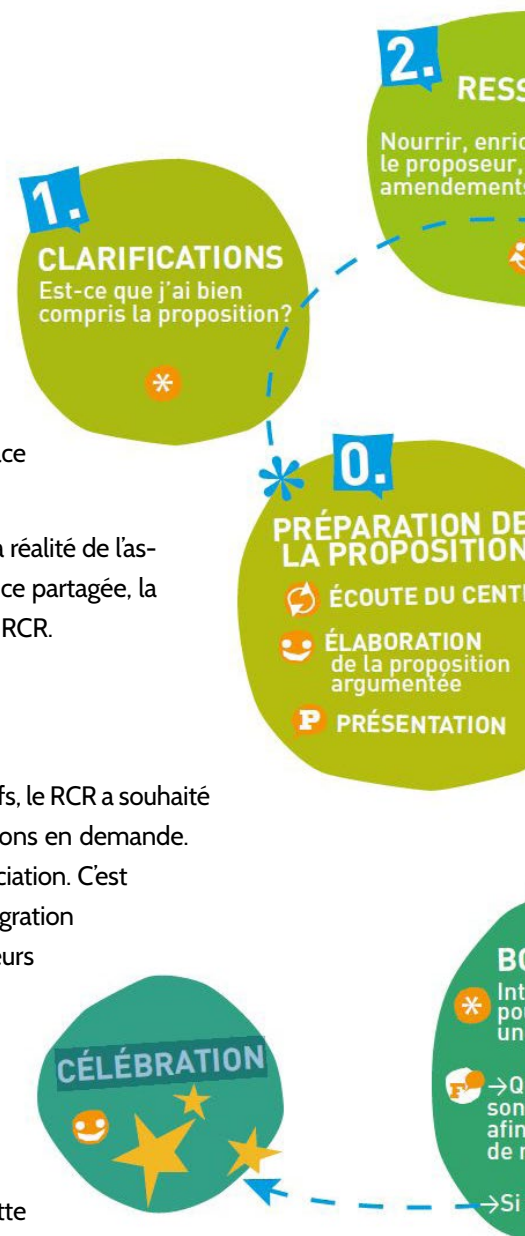 2.
RESS
Nourrir, enric
le proposeur,
amendements
1.
CLARIFICATIONS
Est-ce que j'ai bien
compris la proposition?
*
ce
réalité de l'as-
ce partagée, la
RCR.
0.
PRÉPARATION DE
LA PROPOSITION
ÉCOUTE DU CENT
ÉLABORATION
de la proposition
argumentée
P PRÉSENTATION
fs, le RCR a souhaité
ons en demande.
ciation. C'est
gration
eurs
CÉLÉBRATION
tte
BO
* Int
pou
un
F →Q
son
afin
de r
→Si